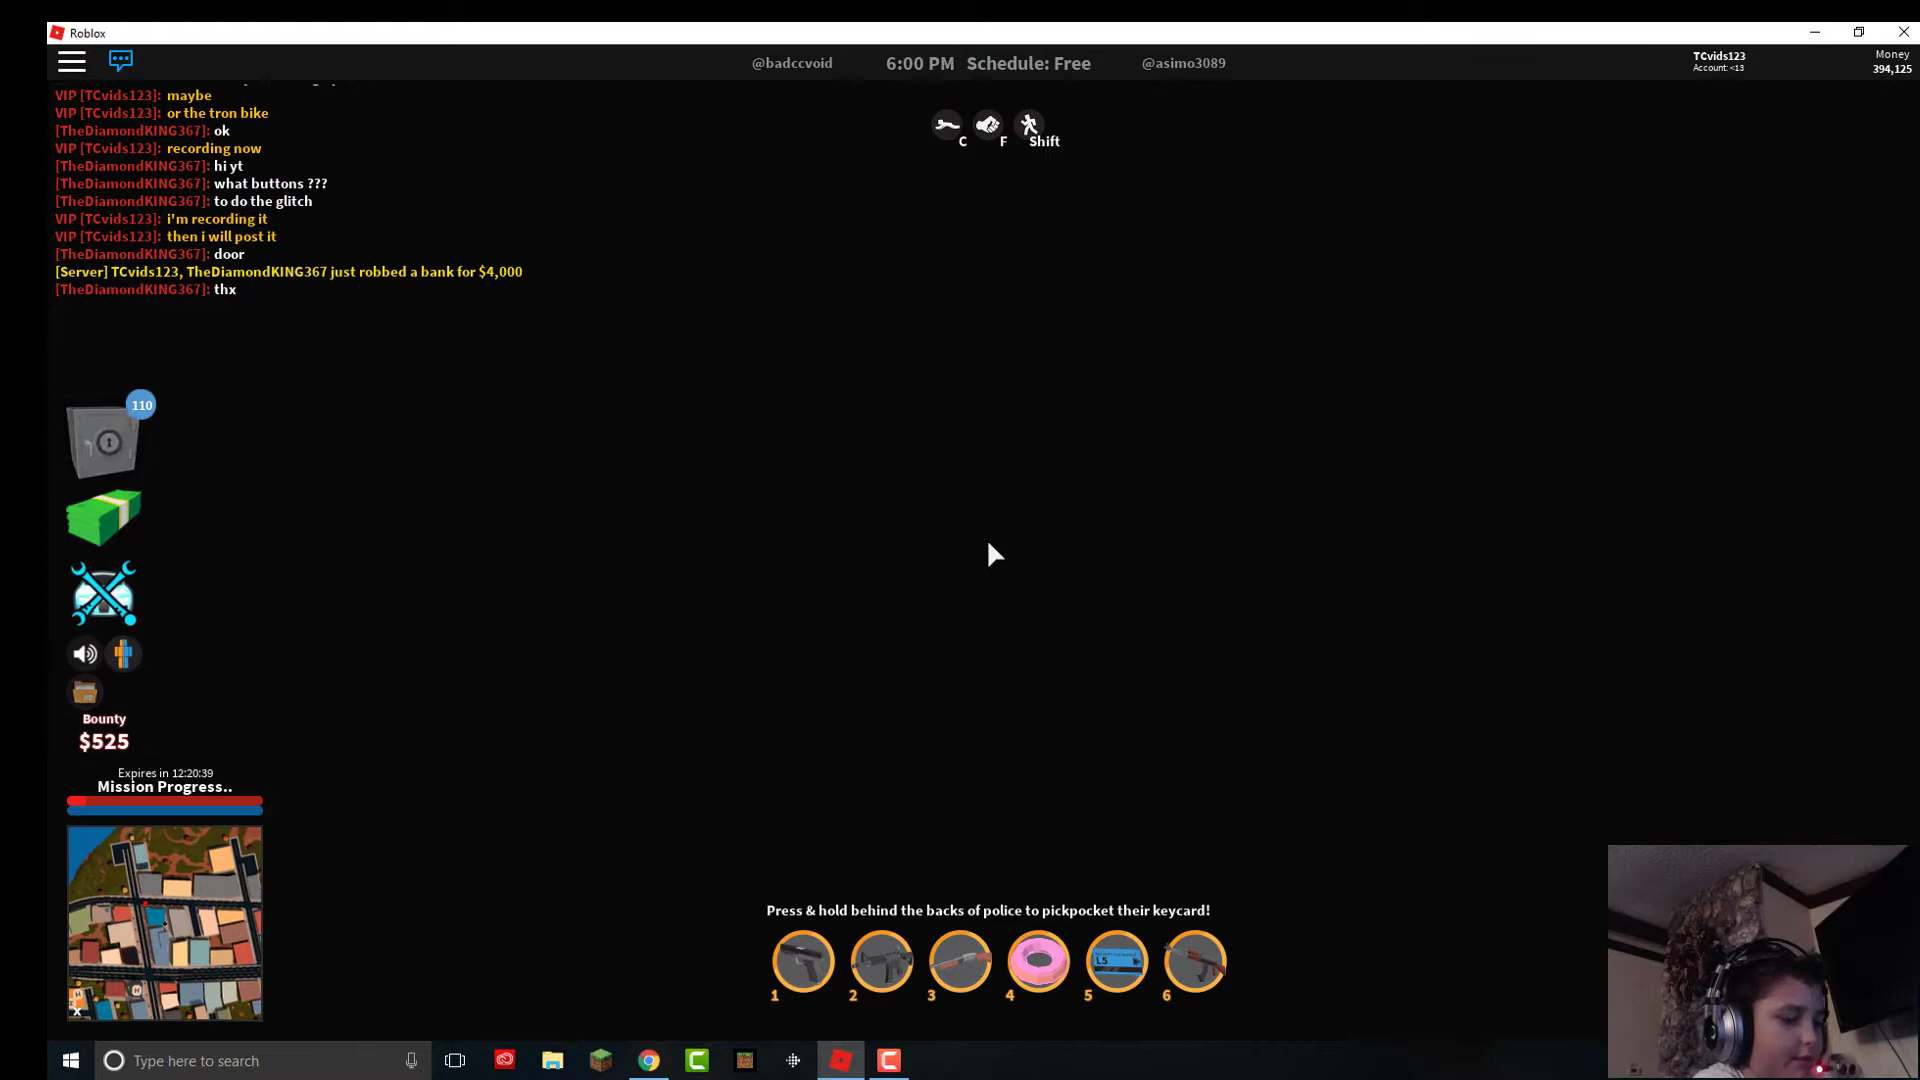 Roblox
@badccvoid 6:00 PM Schedule: Free @asimo3089
TCvids123
Account: <13
Money
394,125
VIP [TCvids123]: maybe
VIP [TCvids123]: or the tron bike
[TheDiamondKING367]: ok
VIP [TCvids123]: recording now
[TheDiamondKING367]: hi yt
[TheDiamondKING367]: what buttons ???
[TheDiamondKING367]: to do the glitch
VIP [TCvids123]: i'm recording it
VIP [TCvids123]: then i will post it
[TheDiamondKING367]: door
[Server] TCvids123, TheDiamondKING367 just robbed a bank for $4,000
[TheDiamondKING367]: thx
C F Shift
110
Bounty
$525
Expires in 12:20:39
Mission Progress..
H
H
x
Press & hold behind the backs of police to pickpocket their keycard!
L5
1 2 3 4 5 6
Type here to search